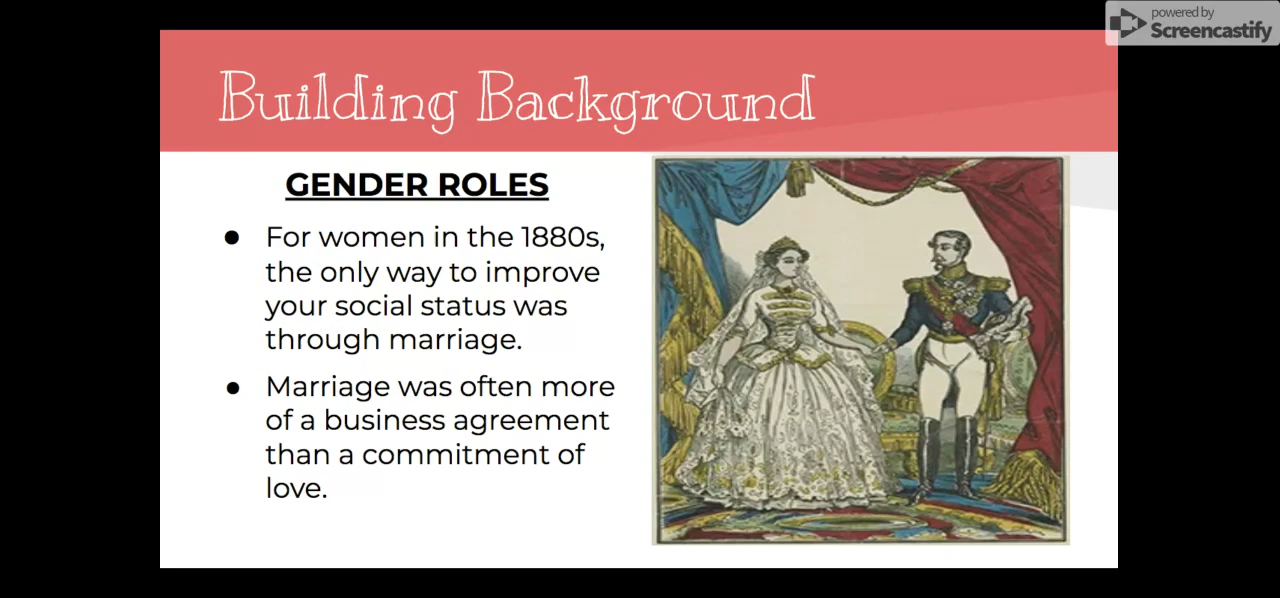 powered by
Screencastify
Building Background
GENDER ROLES
● For women in the 1880s,
the only way to improve
your social status was
through marriage.
● Marriage was often more
of a business agreement
than a commitment of
love.